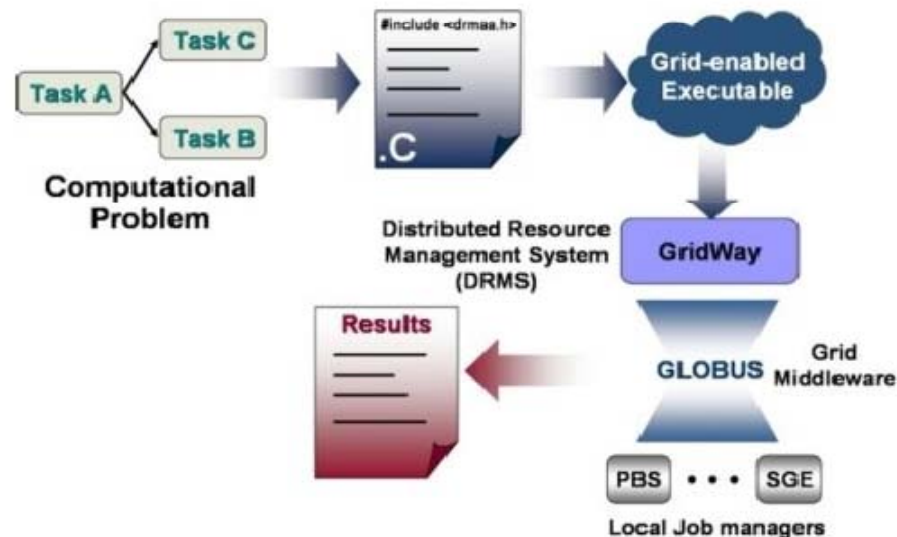 Task A
Task C
Task B
Computational
Problem
#include <drmaa.h>
.C
Grid-enabled
Executable
Distributed Resource
Management System
(DRMS)
GridWay
Results
GLOBUS
Grid
Middleware
PBS • • • SGE
Local Job managers